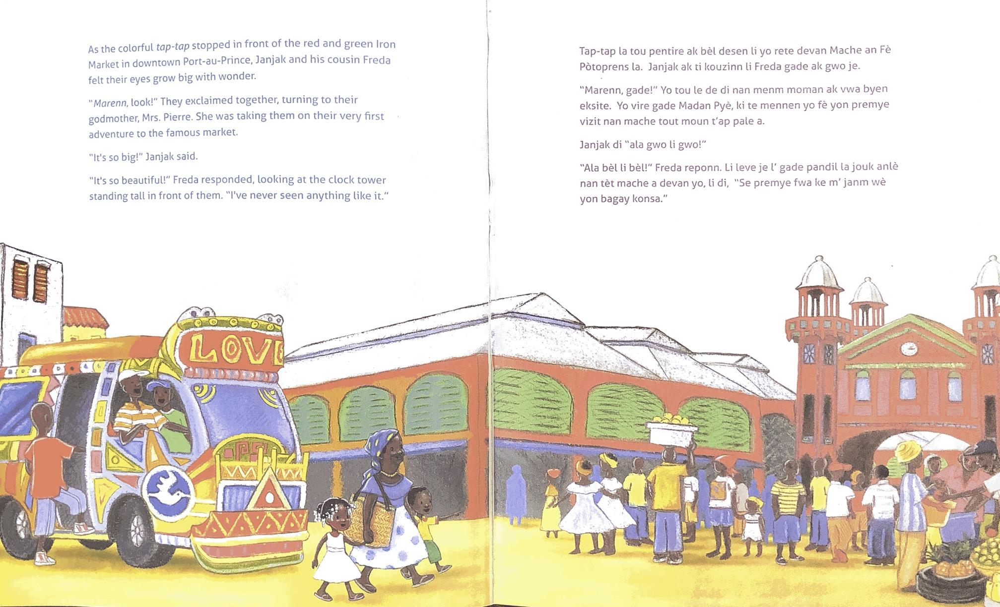 As the colorful tap-tap stopped in front of the red and green Iron
Market in downtown Port-au-Prince, Janjak and his cousin Freda
felt their eyes grow big with wonder.
"Marenn, look!" They exclaimed together, turning to their
godmother, Mrs. Pierre. She was taking them on their very first
adventure to the famous market.
"It's so big!" Janjak said.
"It's so beautiful!" Freda responded, looking at the clock tower
standing tall in front of them. "I've never seen anything like it."
Tap-tap la tou pentire ak bèl desen li yo rete devan Mache an Fè
Pòtoprens la. Janjak ak ti kouzinn li Freda gade ak gwo je.
"Marenn, gade!" Yo tou le de di nan menm moman ak vwa byen
eksite. Yo vire gade Madan Pyè, ki te mennen yo fè yon premye
vizit nan mache tout moun t'ap pale a.
Janjak di "ala gwo li gwo!"
"Ala bèl li bèl!" Freda reponn. Li leve je l' gade pandil la jouk anlè
nan tèt mache a devan yo, li di, "Se premye fwa ke m' janm wè
yon bagay konsa."
LOVE